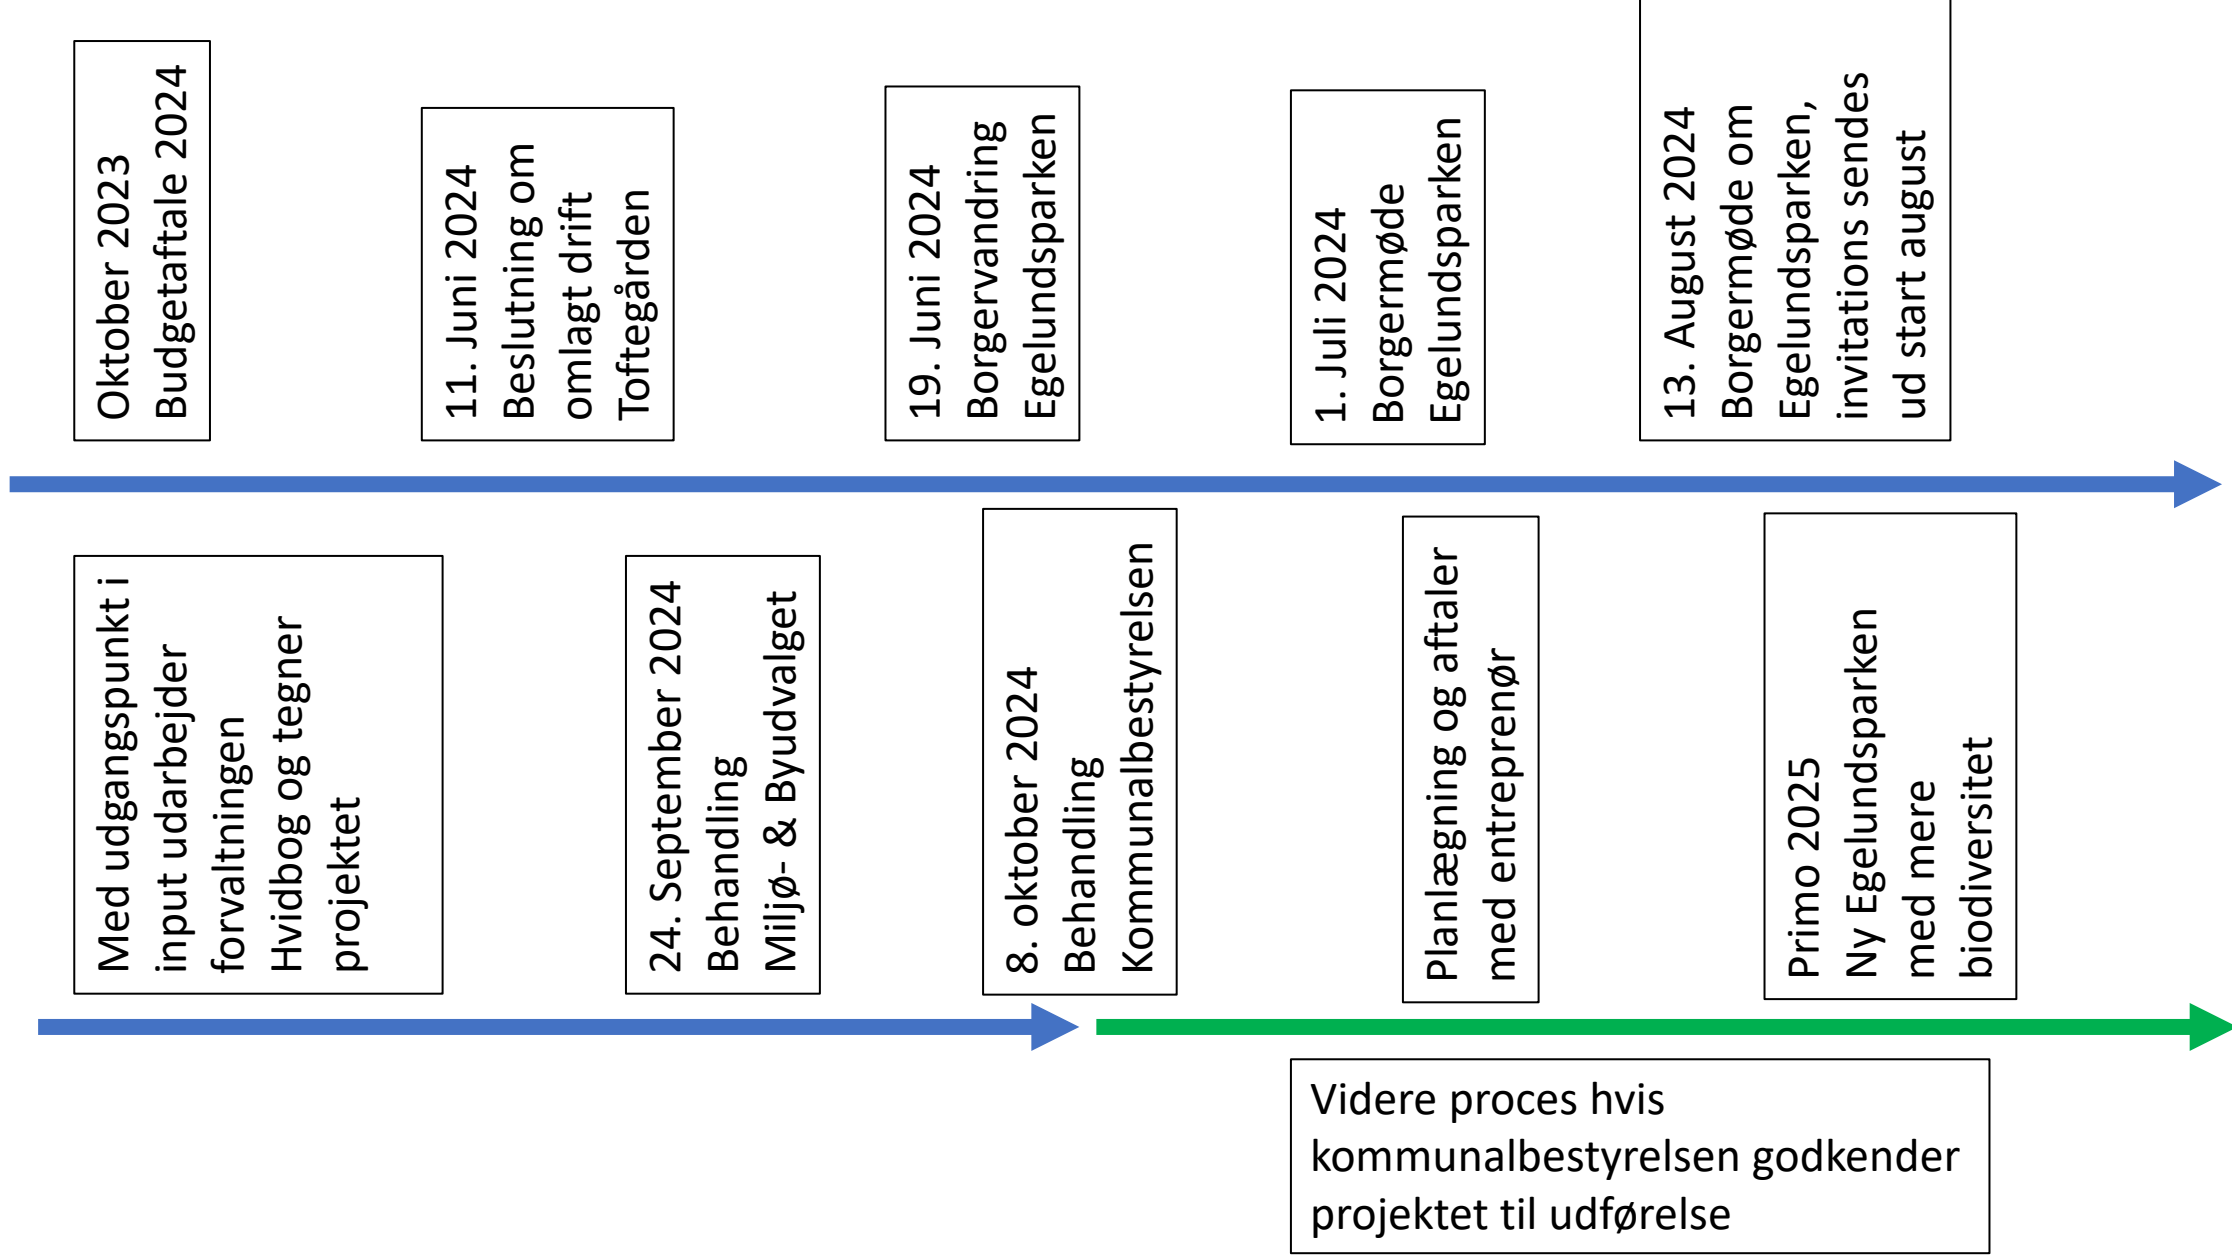 Oktober 2023
Budgetaftale 2024
11. Juni 2024
Beslutning om
omlagt drift
Toftegården
19. Juni 2024
Borgervandring
Egelundsparken
1. Juli 2024
Borgermøde
Egelundsparken
13. August 2024
Borgermøde om
Egelundsparken,
invitations sendes
ud start august
Med udgangspunkt i
input udarbejder
forvaltningen
Hvidbog og tegner
projektet
24. September 2024
Behandling
Miljø- & Byudvalget
8. oktober 2024
Behandling
Kommunalbestyrelsen
Planlægning og aftaler
med entreprenør
Primo 2025
Ny Egelundsparken
med mere
biodiversitet
Videre proces hvis
kommunalbestyrelsen godkender
projektet til udførelse